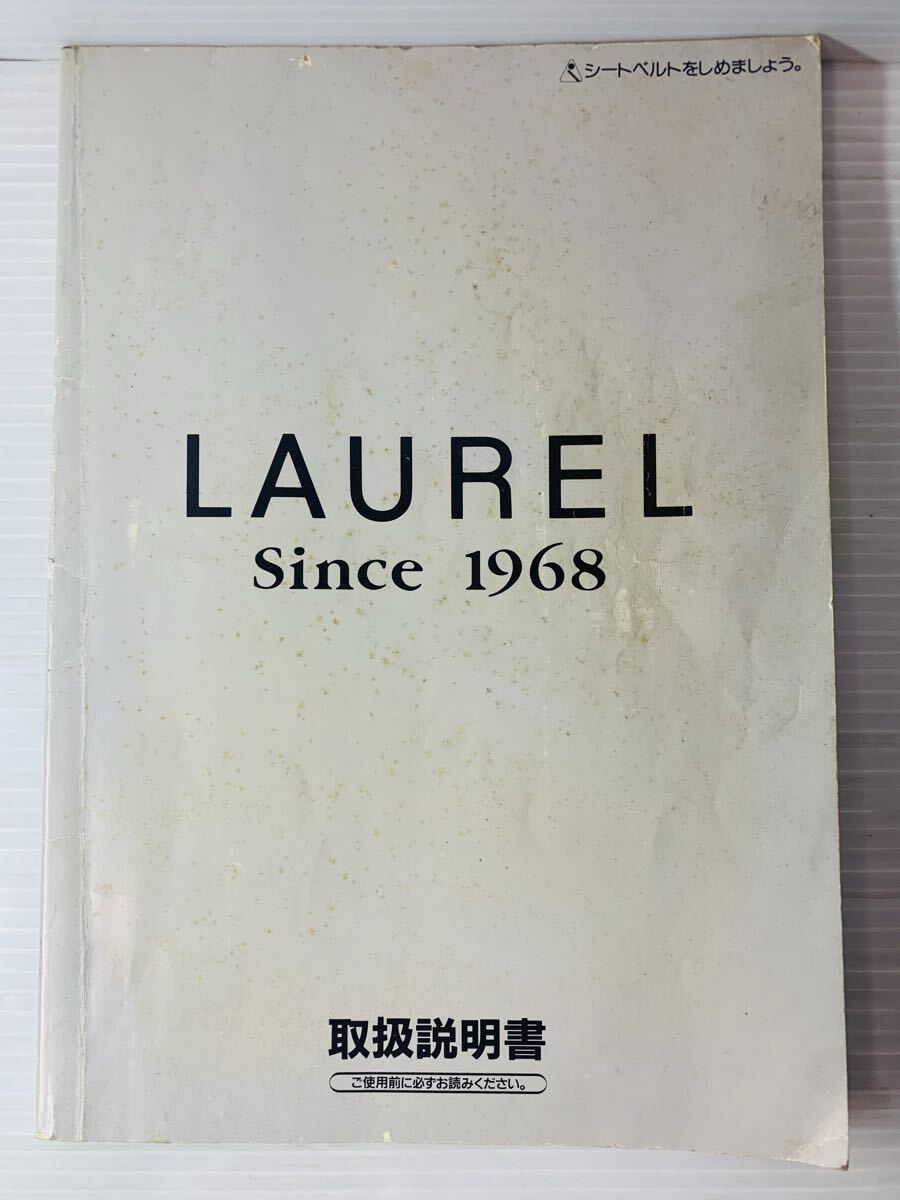 シートベルトをしめましょう。
LAUREL
Since 1968
取扱説明書
ご使用前に必ずお読みください。